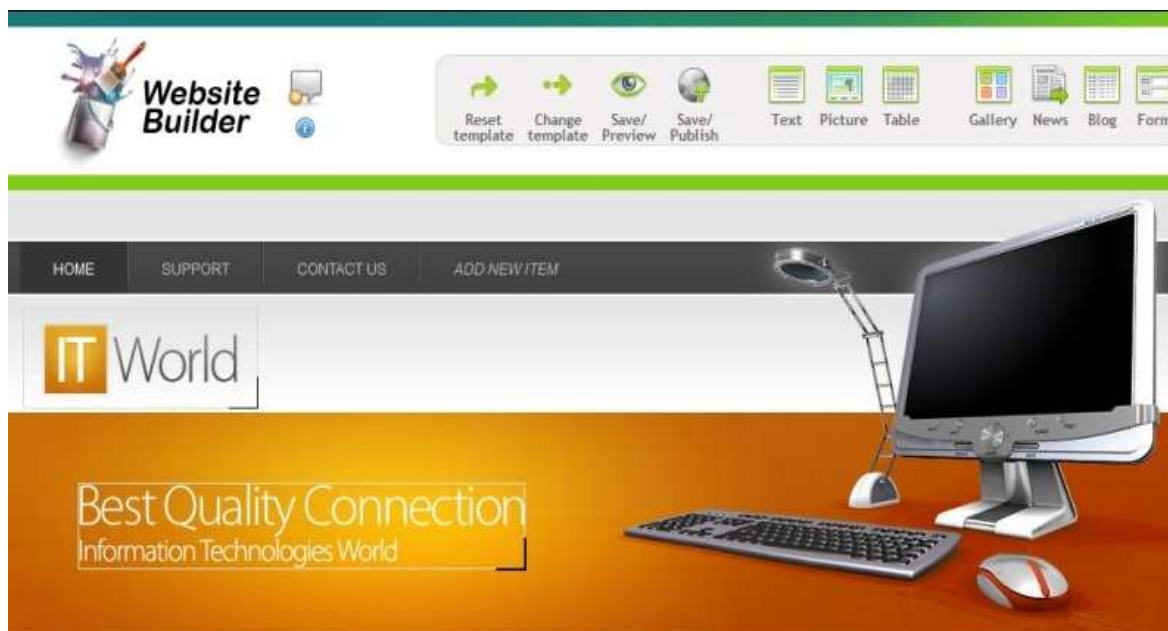 Website
Builder
Reset
template
Change
template
Save/
Preview
Save/
Publish
Text
Picture
Table
Gallery
News
Blog
Form
HOME
SUPPORT
CONTACT US
ADD NEW ITEM
IT World
Best Quality Connection
Information Technologies World